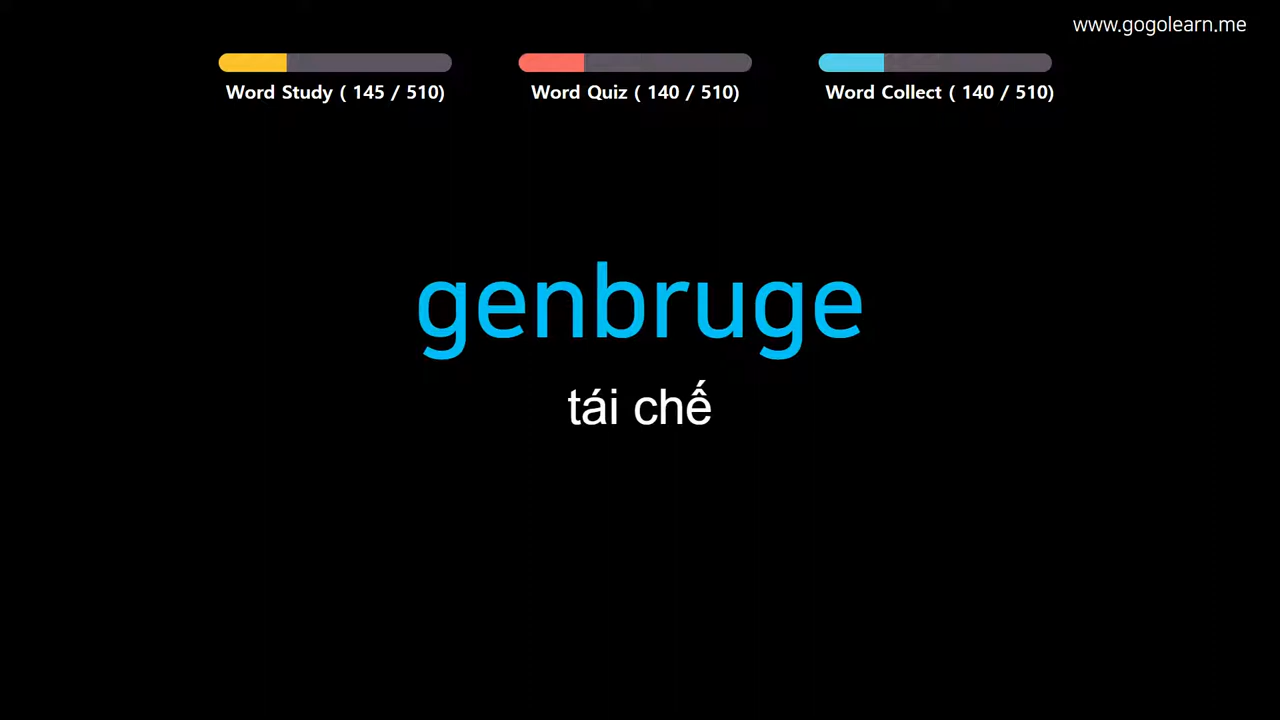 www.gogolearn.me
Word Study ( 145 / 510)
Word Quiz ( 140 / 510)
Word Collect ( 140 / 510)
genbruge
tái chế